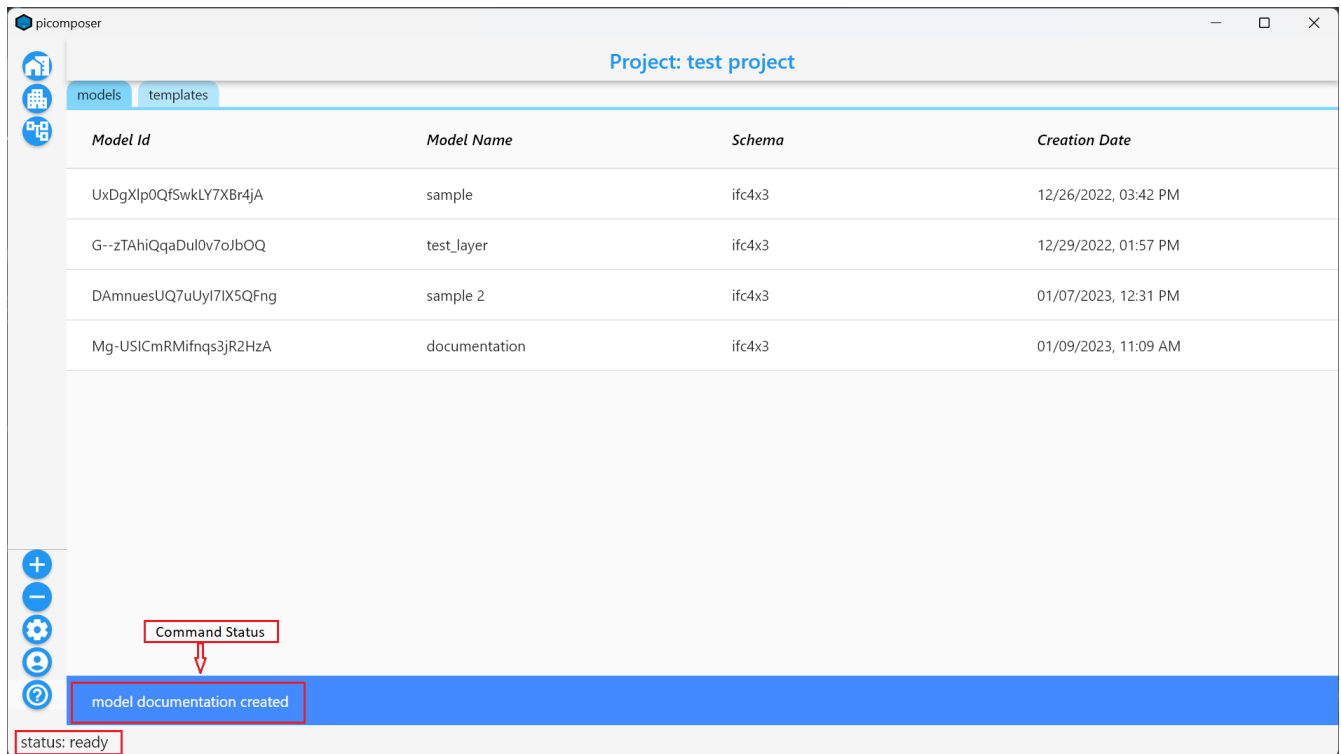 picomposer
Project: test project
models templates
Model Id Model Name Schema Creation Date
UxDgXlp0QfSwkLY7XBr4jA sample ifc4x3 12/26/2022, 03:42 PM
G--zTAhiQqaDul0v7oJbOQ test_layer ifc4x3 12/29/2022, 01:57 PM
DAmnuesUQ7uUyI7IX5QFng sample 2 ifc4x3 01/07/2023, 12:31 PM
Mg-USICmRMifnqs3jR2HzA documentation ifc4x3 01/09/2023, 11:09 AM
Command Status
model documentation created
status: ready